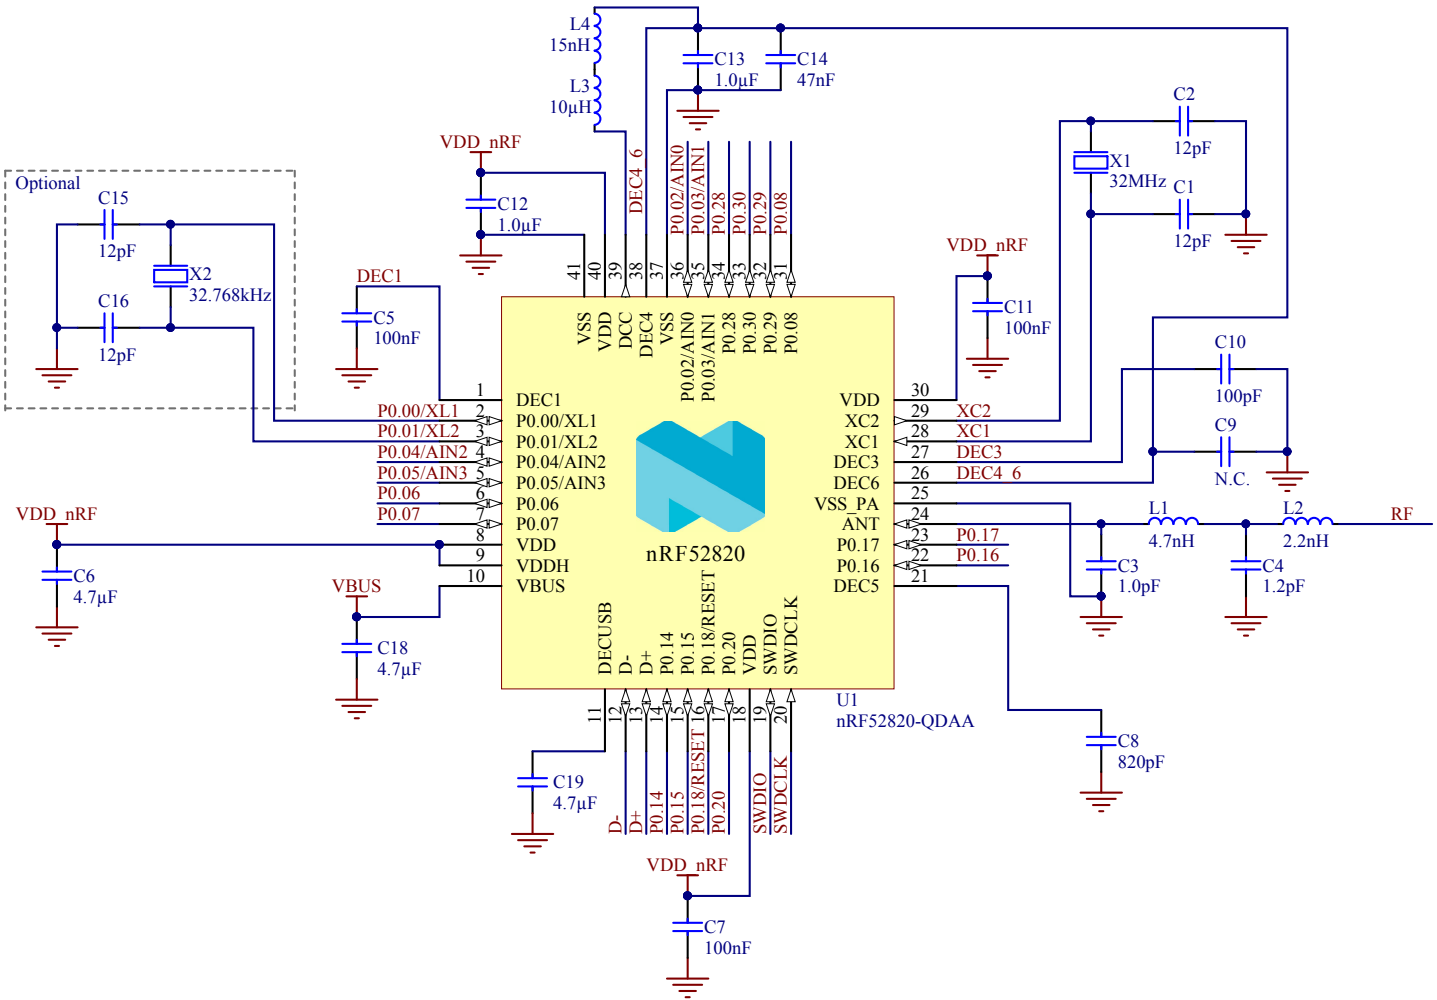 L4
15nH
L3
10µH
C13
1.0µF
C14
47nF
C2
12pF
X1
32MHz
C1
12pF
VDD_nRF
C12
1.0µF
DEC4_6
P0.02/AIN0
P0.03/AIN1
P0.28
P0.30
P0.29
P0.08
Optional
C15
12pF
X2
32.768kHz
C16
12pF
DEC1
C5
100nF
VDD_nRF
C11
100nF
C10
100pF
C9
N.C.
41
40
39
38
37
36
35
34
33
32
31
VSS
VDD
DCC
DEC4
VSS
P0.02/AIN0
P0.03/AIN1
P0.28
P0.30
P0.29
P0.08
1
DEC1
P0.00/XL1
2
P0.00/XL1
P0.01/XL2
3
P0.01/XL2
P0.04/AIN2
4
P0.04/AIN2
P0.05/AIN3
5
P0.05/AIN3
P0.06
6
P0.06
P0.07
7
P0.07
8
VDD
9
VDDH
10
VBUS
VDD
30
XC2
29
XC2
XC1
28
XC1
DEC3
27
DEC3
DEC6
26
DEC4_6
VSS_PA
25
ANT
24
P0.17
23
P0.17
P0.16
22
P0.16
DEC5
21
nRF52820
L1
4.7nH
L2
2.2nH
RF
C3
1.0pF
C4
1.2pF
VDD_nRF
C6
4.7µF
VBUS
C18
4.7µF
DECUSB
D-
D+
P0.14
P0.15
P0.18/RESET
P0.20
VDD
SWDIO
SWDCLK
11
12
13
14
15
16
17
18
19
20
U1
nRF52820-QDAA
C8
820pF
C19
4.7µF
D-
D+
P0.14
P0.15
P0.18/RESET
P0.20
SWDIO
SWDCLK
VDD_nRF
C7
100nF